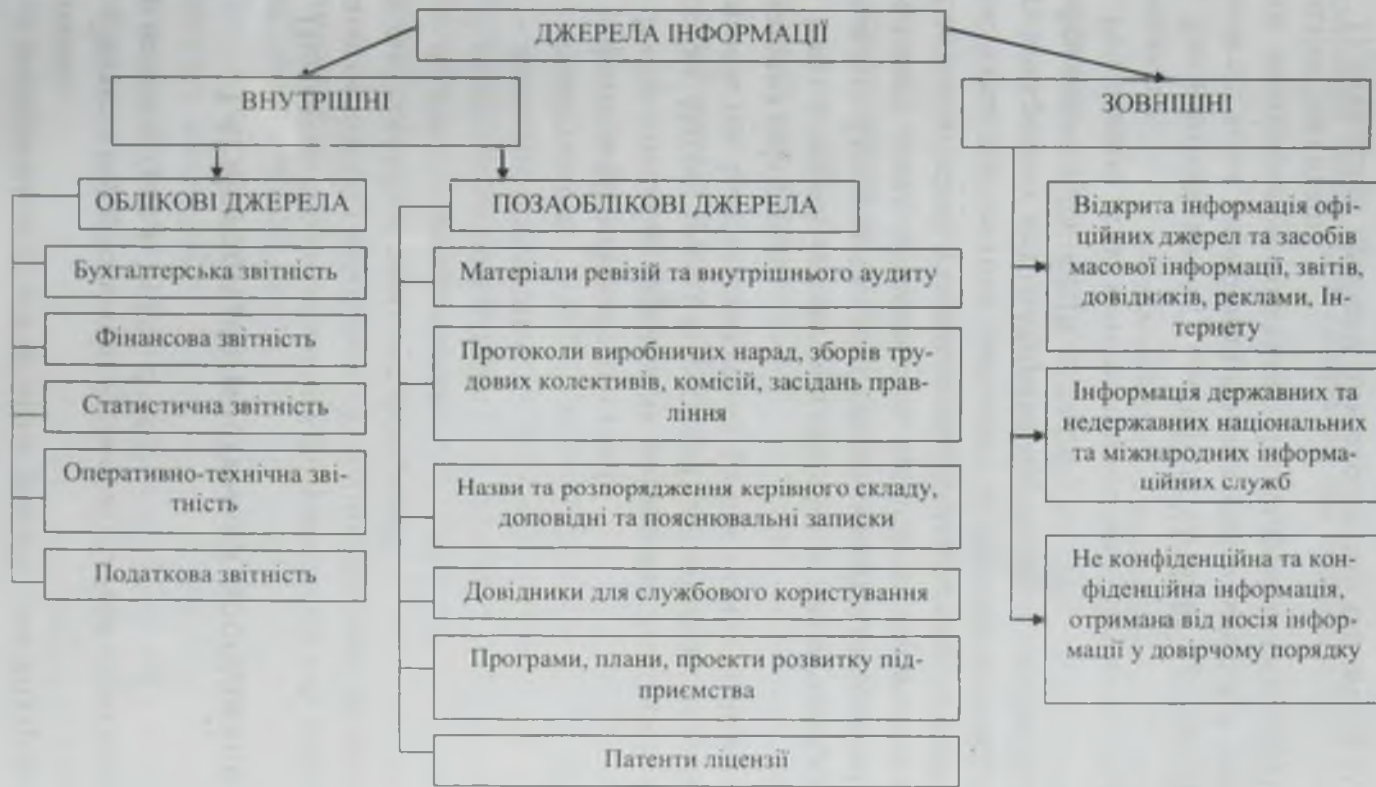 ДЖЕРЕЛА ІНФОРМАЦІЇ
ВНУТРІШНІ
ЗОВНІШНІ
ОБЛІКОВІ ДЖЕРЕЛА
Бухгалтерська звітність
Фінансова звітність
Статистична звітність
Оперативно-технічна зві-
тність
Податкова звітність
ПОЗАОБЛІКОВІ ДЖЕРЕЛА
Матеріали ревізій та внутрішнього аудиту
Протоколи виробничих нарад, зборів тру-
дових колективів, комісій, засідань прав-
ління
Назви та розпорядження керівного складу,
доповідні та пояснювальні записки
Довідники для службового користування
Програми, плани, проекти розвитку під-
приємства
Патенти ліцензії
Відкрита інформація офі-
ційних джерел та засобів
масової інформації, звітів,
довідників, реклами, Ін-
тернету
Інформація державних та
недержавних національних
та міжнародних інформа-
ційних служб
Не конфіденційна та кон-
фіденційна інформація,
отримана від носія інфор-
мації у довірчому порядку